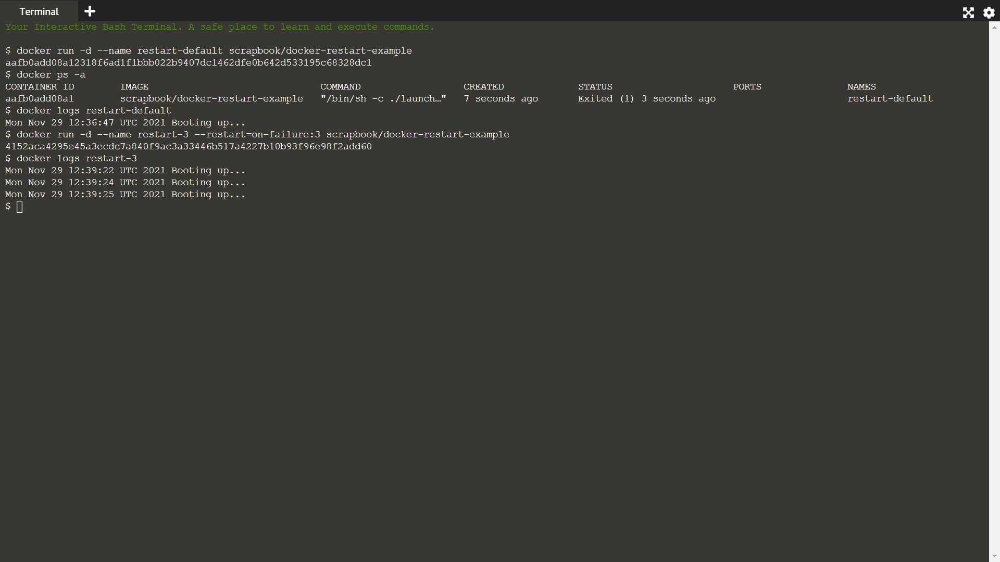 Terminal
Your Interactive Bash Terminal. A safe place to learn and execute commands.
$ docker run -d --name restart-default scrapbook/docker-restart-example
aafb0add08a12318f6ad1f1bbb022b9407dc1462dfe0b642d533195c68328dc1
$ docker ps -a
CONTAINER ID IMAGE COMMAND CREATED STATUS PORTS NAMES
aafb0add08a1 scrapbook/docker-restart-example "/bin/sh -c ./launch…" 7 seconds ago Exited (1) 3 seconds ago restart-default
$ docker logs restart-default
Mon Nov 29 12:36:47 UTC 2021 Booting up...
$ docker run -d --name restart-3 --restart=on-failure:3 scrapbook/docker-restart-example
4152aca4295e45a3ecdc7a840f9ac3a33446b517a4227b10b93f96e98f2add60
$ docker logs restart-3
Mon Nov 29 12:39:22 UTC 2021 Booting up...
Mon Nov 29 12:39:24 UTC 2021 Booting up...
Mon Nov 29 12:39:25 UTC 2021 Booting up...
$